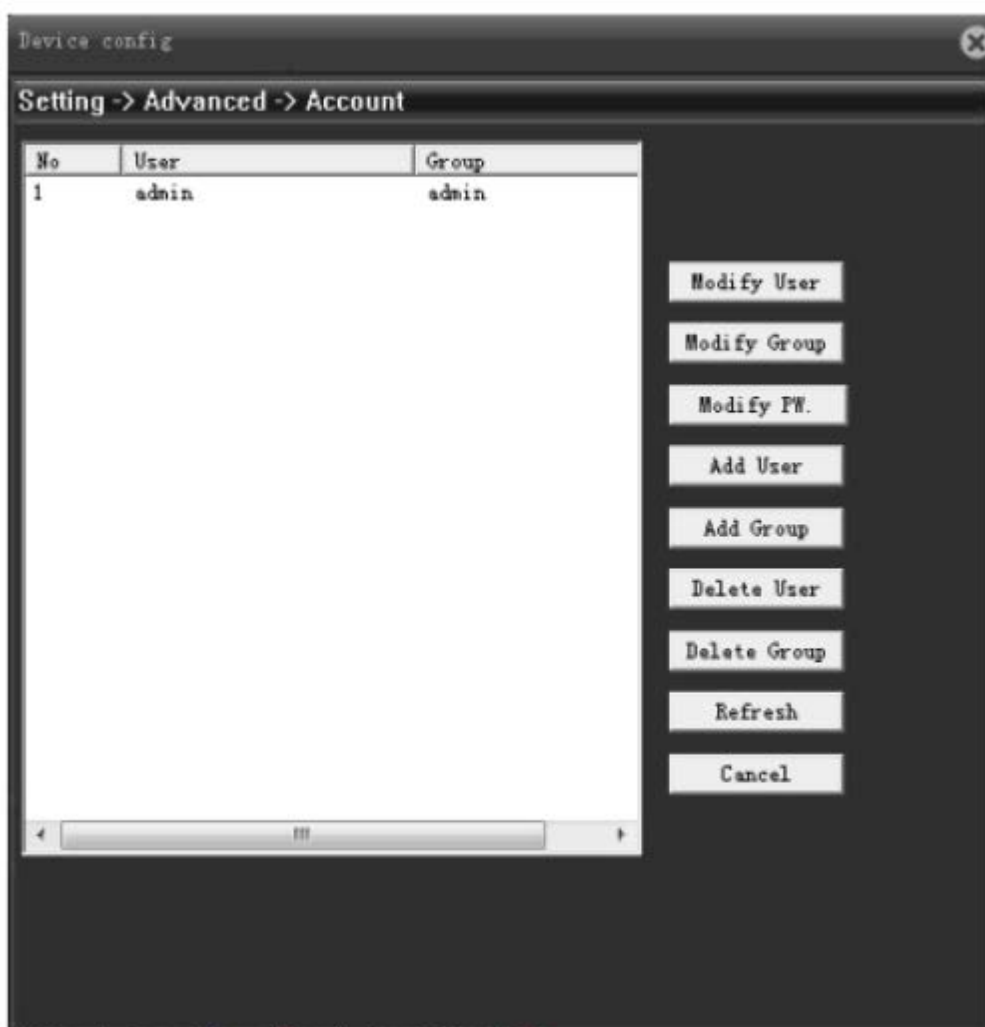 Device config
Setting -> Advanced -> Account
No User Group
1 admin admin
Modify User
Modify Group
Modify PW.
Add User
Add Group
Delete User
Delete Group
Refresh
Cancel